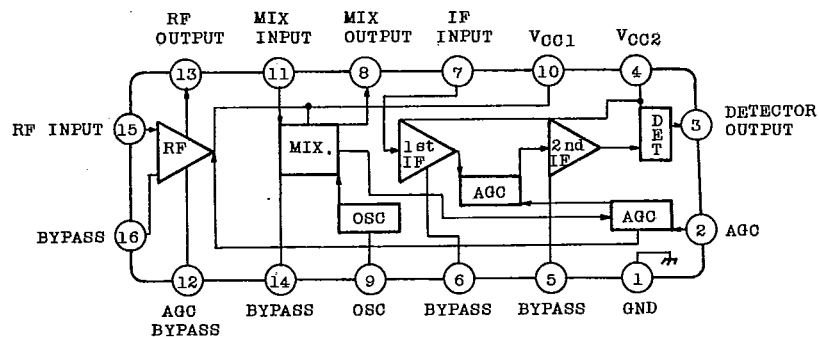 RF OUTPUT
MIX INPUT
MIX OUTPUT
IF INPUT
VCC1
VCC2
13
11
8
7
10
4
RF INPUT
15
RF
MIX.
1st IF
2nd IF
DET
3
DETECTOR OUTPUT
AGC
OSC
AGC
BYPASS
16
2
AGC
12
14
9
6
5
1
AGC BYPASS
BYPASS
OSC
BYPASS
BYPASS
GND